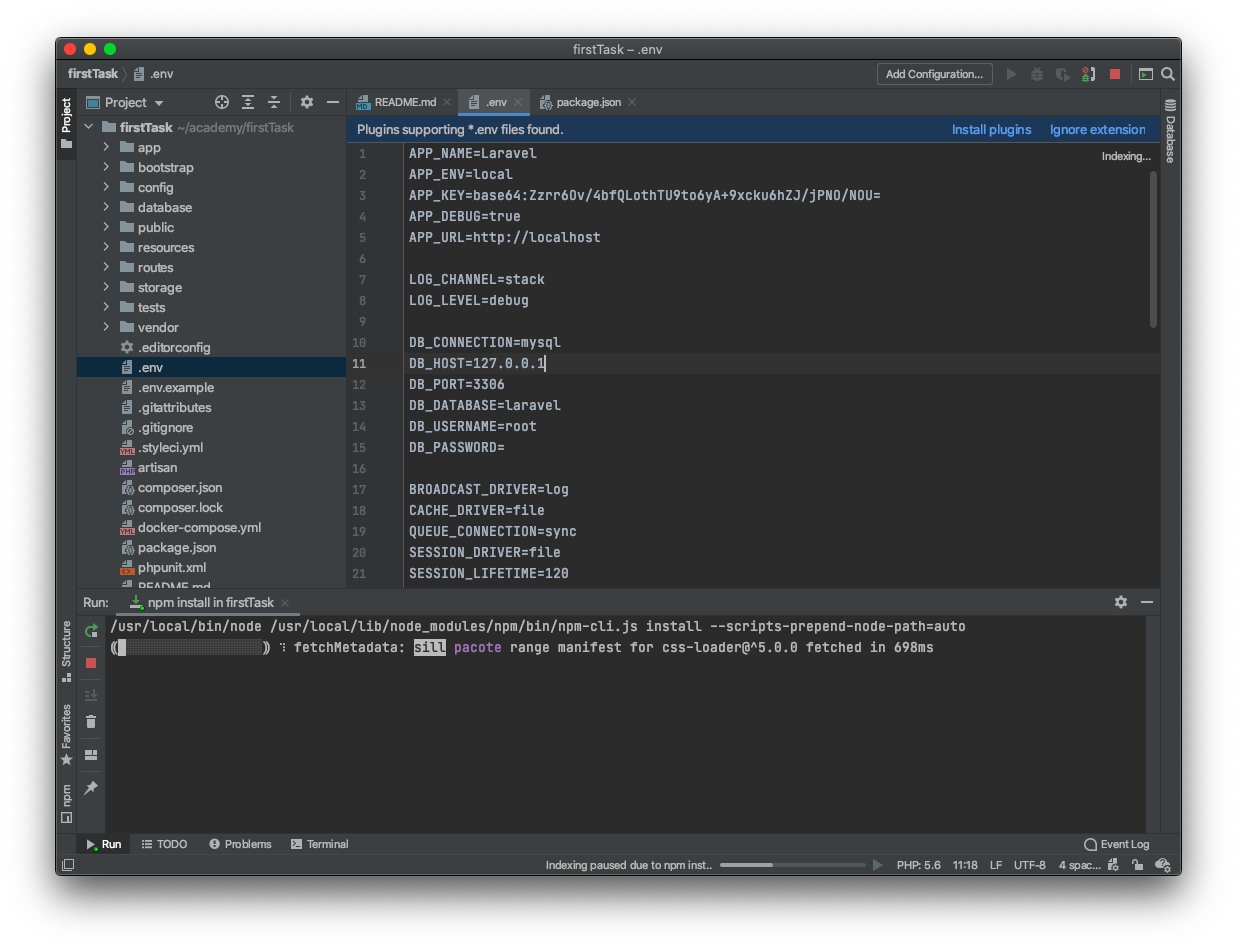 firstTask – .env
firstTask
.env
Add Configuration...
Project
Project
README.md
.env
package.json
Database
firstTask ~/academy/firstTask
app
bootstrap
config
database
public
resources
routes
storage
tests
vendor
.editorconfig
.env
.env.example
.gitattributes
.gitignore
.styleci.yml
artisan
composer.json
composer.lock
docker-compose.yml
package.json
phpunit.xml
README.md
Plugins supporting *.env files found.
Install plugins
Ignore extension
Indexing...
1 APP_NAME=Laravel
2 APP_ENV=local
3 APP_KEY=base64:Zzrr6Ov/4bfQLothTU9to6yA+9xcku6hZJ/jPNO/NOU=
4 APP_DEBUG=true
5 APP_URL=http://localhost
6
7 LOG_CHANNEL=stack
8 LOG_LEVEL=debug
9
10 DB_CONNECTION=mysql
11 DB_HOST=127.0.0.1
12 DB_PORT=3306
13 DB_DATABASE=laravel
14 DB_USERNAME=root
15 DB_PASSWORD=
16
17 BROADCAST_DRIVER=log
18 CACHE_DRIVER=file
19 QUEUE_CONNECTION=sync
20 SESSION_DRIVER=file
21 SESSION_LIFETIME=120
Run:
npm install in firstTask
/usr/local/bin/node /usr/local/lib/node_modules/npm/bin/npm-cli.js install --scripts-prepend-node-path=auto
fetchMetadata: sill pacote range manifest for css-loader@^5.0.0 fetched in 698ms
Structure
Favorites
npm
Run
TODO
Problems
Terminal
Event Log
Indexing paused due to npm inst..
PHP: 5.6
11:18
LF
UTF-8
4 spac...